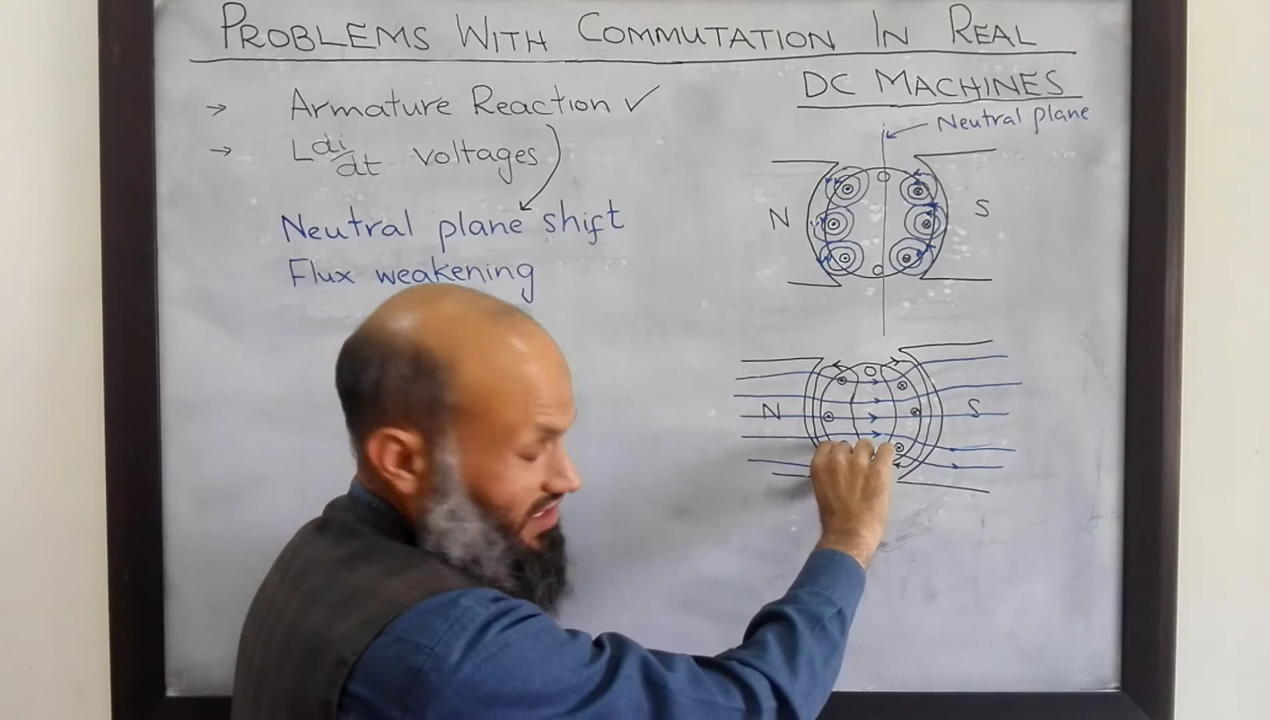 PROBLEMS WITH COMMUTATION IN REAL
DC MACHINES
→ Armature Reaction ✓
→ L di/dt voltages
Neutral plane shift
Flux weakening
Neutral plane
N S
N S